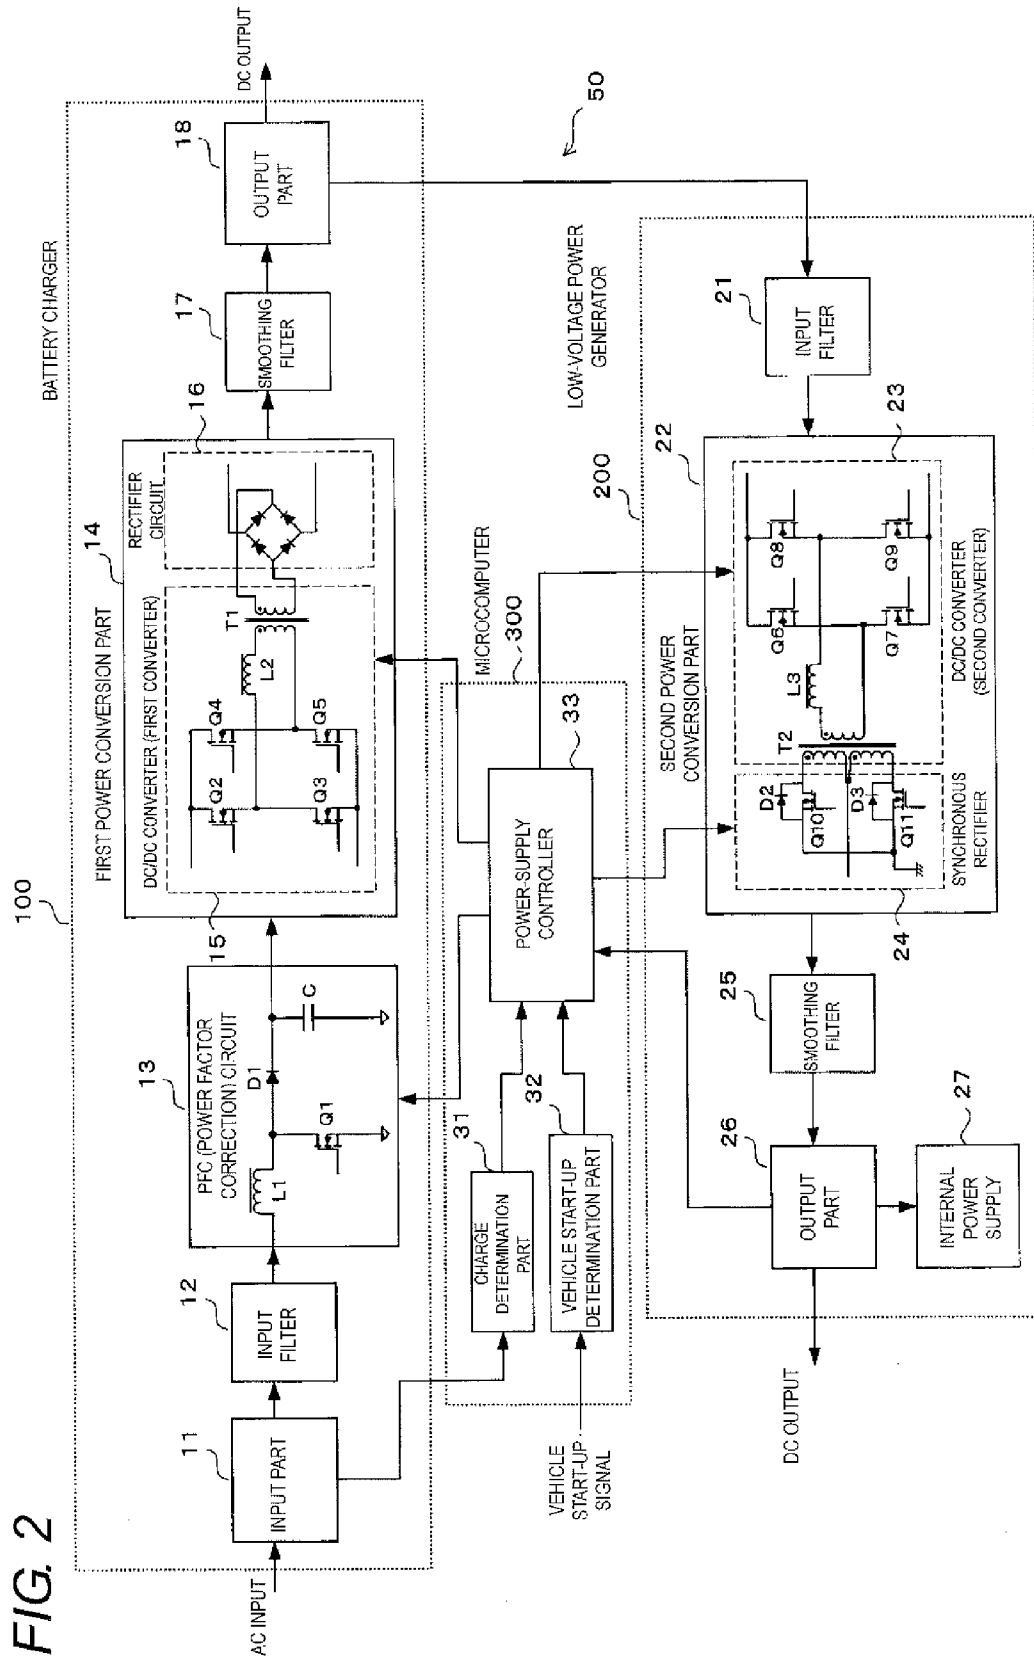 FIG. 2
100
BATTERY CHARGER
AC INPUT
11
INPUT PART
12
INPUT
FILTER
13
PFC (POWER FACTOR
CORRECTION) CIRCUIT
L1
D1
Q1
C
14
FIRST POWER CONVERSION PART
15
DC/DC CONVERTER (FIRST CONVERTER)
Q2
Q4
Q3
Q5
L2
T1
RECTIFIER
CIRCUIT
16
17
SMOOTHING
FILTER
18
OUTPUT
PART
DC OUTPUT
50
MICROCOMPUTER
300
31
CHARGE
DETERMINATION
PART
32
VEHICLE START-UP
DETERMINATION PART
VEHICLE
START-UP
SIGNAL
33
POWER-SUPPLY
CONTROLLER
LOW-VOLTAGE POWER
GENERATOR
200
21
INPUT
FILTER
SECOND POWER
CONVERSION PART
22
23
Q6
Q8
Q7
Q9
L3
T2
DC/DC CONVERTER
(SECOND CONVERTER)
D2
Q10
D3
Q11
SYNCHRONOUS
RECTIFIER
24
25
SMOOTHING
FILTER
26
OUTPUT
PART
27
INTERNAL
POWER
SUPPLY
DC OUTPUT